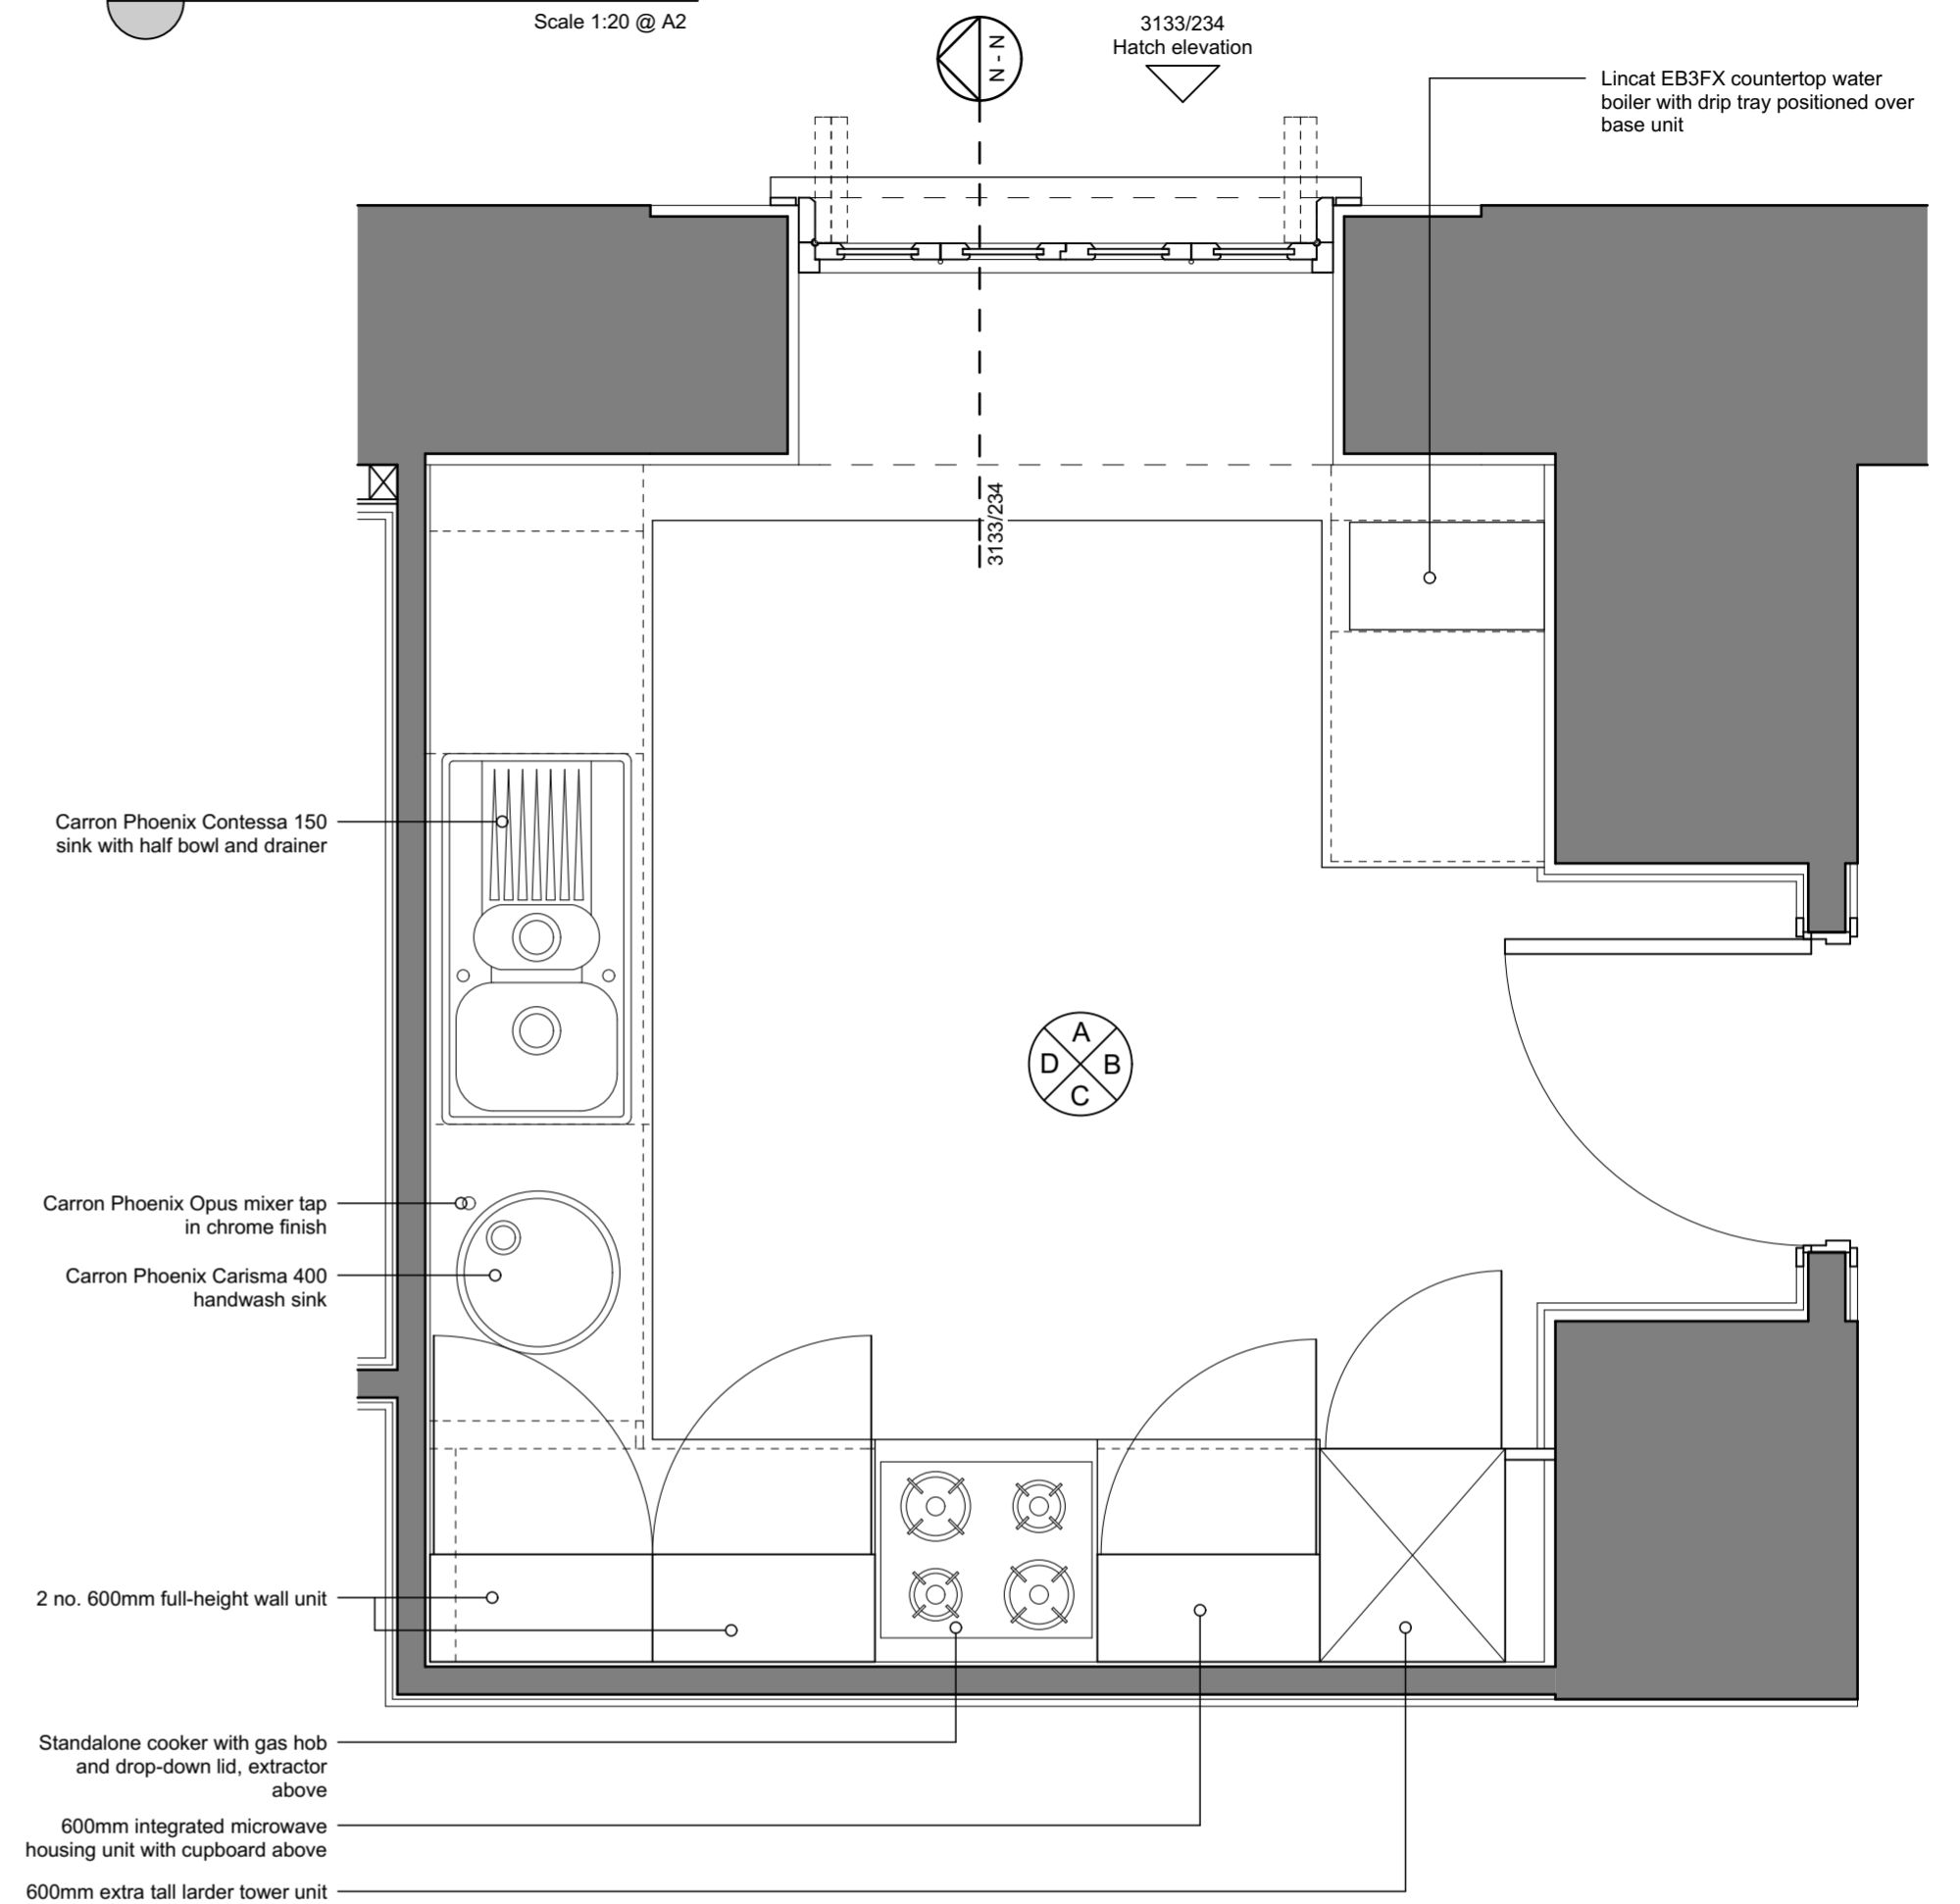 Scale 1:20 @ A2
3133/234
Hatch elevation
N - N
Lincat EB3FX countertop water
boiler with drip tray positioned over
base unit
3133/234
Carron Phoenix Contessa 150
sink with half bowl and drainer
A
D B
C
Carron Phoenix Opus mixer tap
in chrome finish
Carron Phoenix Carisma 400
handwash sink
2 no. 600mm full-height wall unit
Standalone cooker with gas hob
and drop-down lid, extractor
above
600mm integrated microwave
housing unit with cupboard above
600mm extra tall larder tower unit